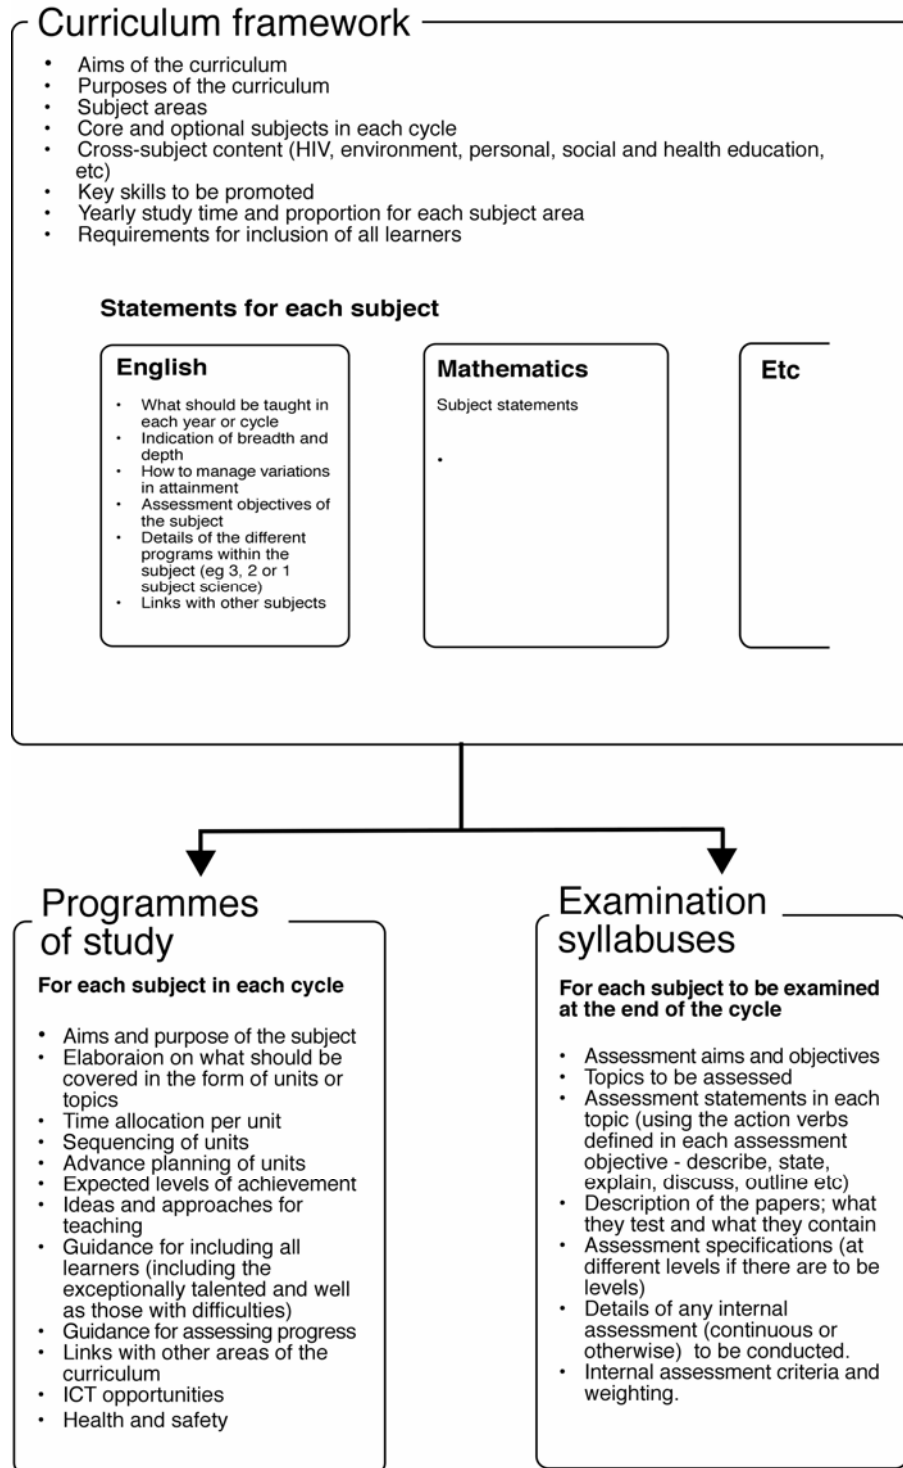 Curriculum framework
• Aims of the curriculum
• Purposes of the curriculum
• Subject areas
• Core and optional subjects in each cycle
• Cross-subject content (HIV, environment, personal, social and health education,
etc)
• Key skills to be promoted
• Yearly study time and proportion for each subject area
• Requirements for inclusion of all learners
Statements for each subject
English
• What should be taught in
each year or cycle
• Indication of breadth and
depth
• How to manage variations
in attainment
• Assessment objectives of
the subject
• Details of the different
programs within the
subject (eg 3, 2 or 1
subject science)
• Links with other subjects
Mathematics
Subject statements
•
Etc
Programmes
of study
For each subject in each cycle
• Aims and purpose of the subject
• Elaboraion on what should be
covered in the form of units or
topics
• Time allocation per unit
• Sequencing of units
• Advance planning of units
• Expected levels of achievement
• Ideas and approaches for
teaching
• Guidance for including all
learners (including the
exceptionally talented and well
as those with difficulties)
• Guidance for assessing progress
• Links with other areas of the
curriculum
• ICT opportunities
• Health and safety
Examination
syllabuses
For each subject to be examined
at the end of the cycle
• Assessment aims and objectives
• Topics to be assessed
• Assessment statements in each
topic (using the action verbs
defined in each assessment
objective - describe, state,
explain, discuss, outline etc)
• Description of the papers; what
they test and what they contain
• Assessment specifications (at
different levels if there are to be
levels)
• Details of any internal
assessment (continuous or
otherwise) to be conducted.
• Internal assessment criteria and
weighting.